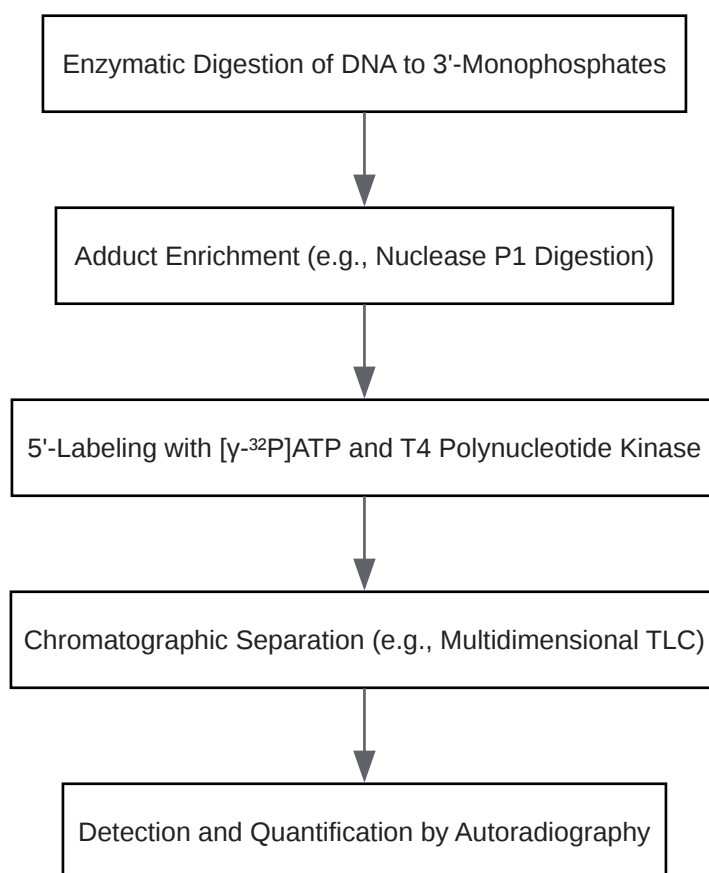 Enzymatic Digestion of DNA to 3'-Monophosphates
Adduct Enrichment (e.g., Nuclease P1 Digestion)
5'-Labeling with [γ-³²P]ATP and T4 Polynucleotide Kinase
Chromatographic Separation (e.g., Multidimensional TLC)
Detection and Quantification by Autoradiography